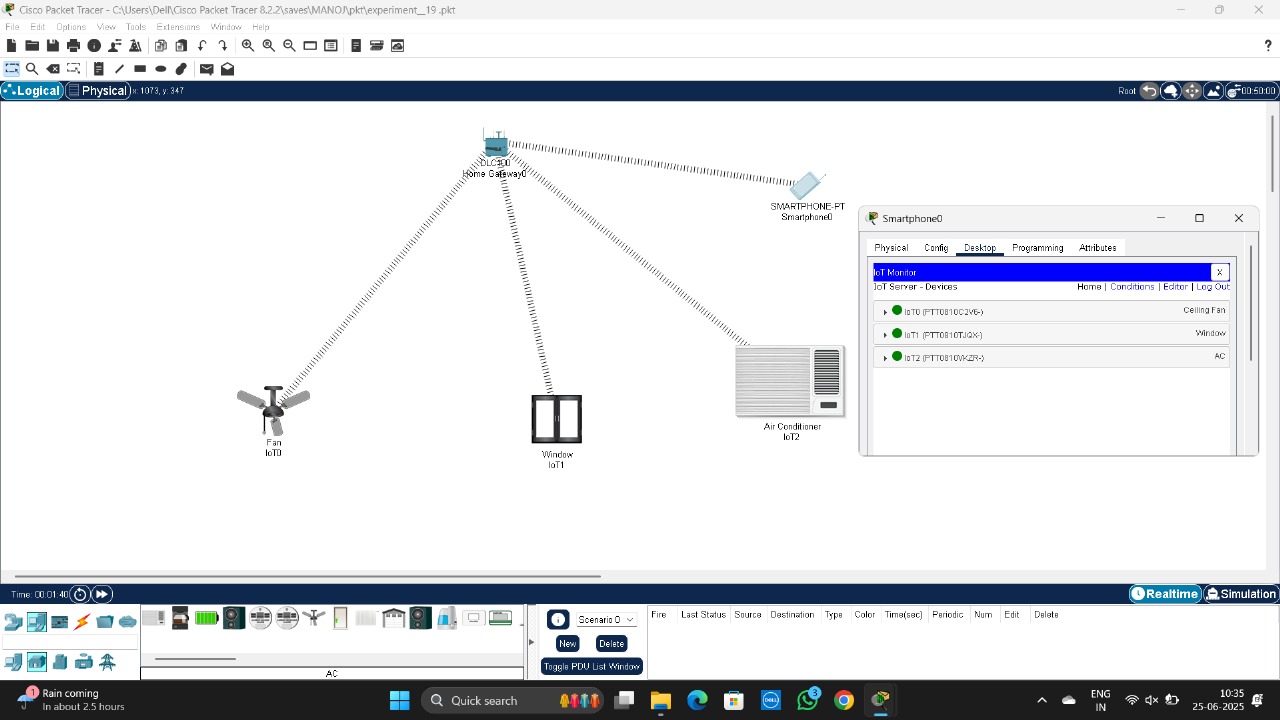 Cisco Packet Tracer - C:\Users\Dell\Cisco Packet Tracer 8.2.2\saves\MANOJ\pkt\experiment__19 .pkt
File Edit Options View Tools Extensions Window Help
Logical Physical x: 1073, y: 347 Root 00:50:00
DLC100
Home Gateway0
SMARTPHONE-PT
Smartphone0
Fan
IoT0
Window
IoT1
Air Conditioner
IoT2
Smartphone0
Physical Config Desktop Programming Attributes
IoT Monitor X
IoT Server - Devices Home | Conditions | Editor | Log Out
IoT0 (PTT0810C2V6-) Ceiling Fan
IoT1 (PTT0810TJQX-) Window
IoT2 (PTT0810VKZR-) AC
Time: 00:01:40 Realtime Simulation
Scenario 0
New Delete
Toggle PDU List Window
Fire Last Status Source Destination Type Color Time(sec) Periodic Num Edit Delete
AC
1 Rain coming
In about 2.5 hours
Quick search
DELL
3
ENG
IN
10:35
25-06-2025